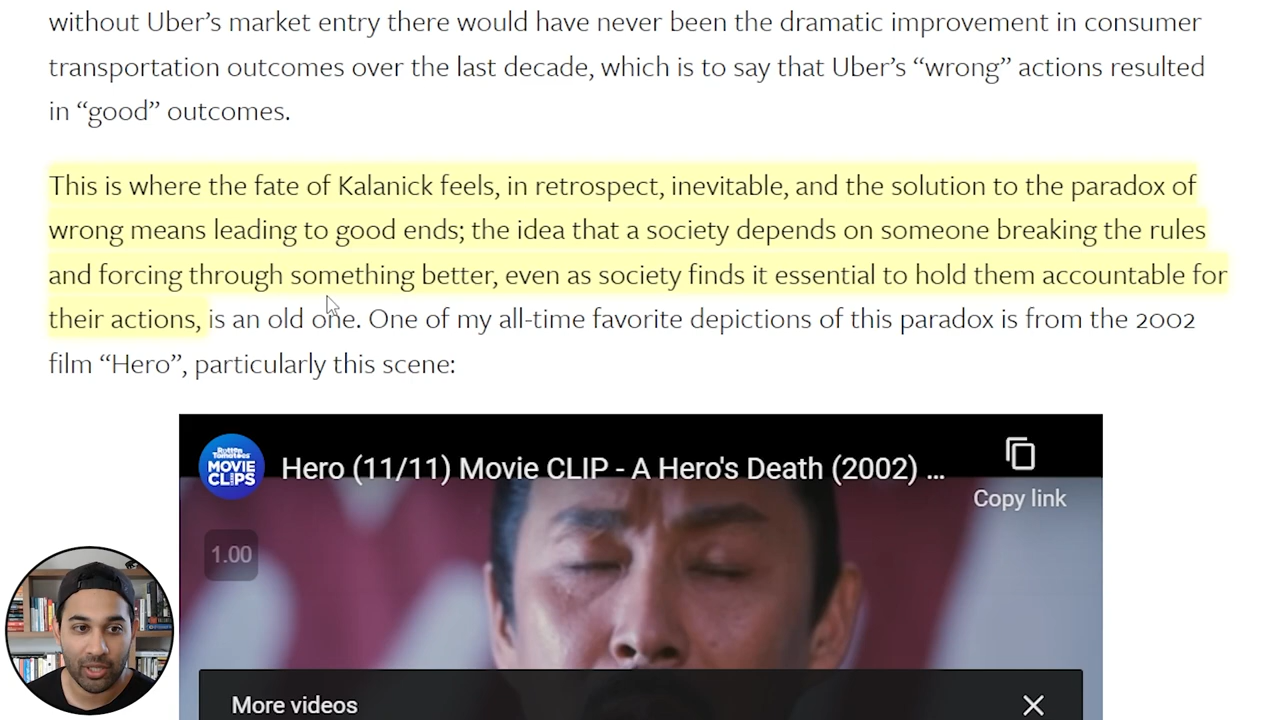 without Uber’s market entry there would have never been the dramatic improvement in consumer
transportation outcomes over the last decade, which is to say that Uber’s “wrong” actions resulted
in “good” outcomes.
This is where the fate of Kalanick feels, in retrospect, inevitable, and the solution to the paradox of
wrong means leading to good ends; the idea that a society depends on someone breaking the rules
and forcing through something better, even as society finds it essential to hold them accountable for
their actions, is an old one. One of my all-time favorite depictions of this paradox is from the 2002
film “Hero”, particularly this scene:
Rotten Tomatoes
MOVIE
CLIPS
Hero (11/11) Movie CLIP - A Hero's Death (2002) ...
Copy link
1.00
More videos